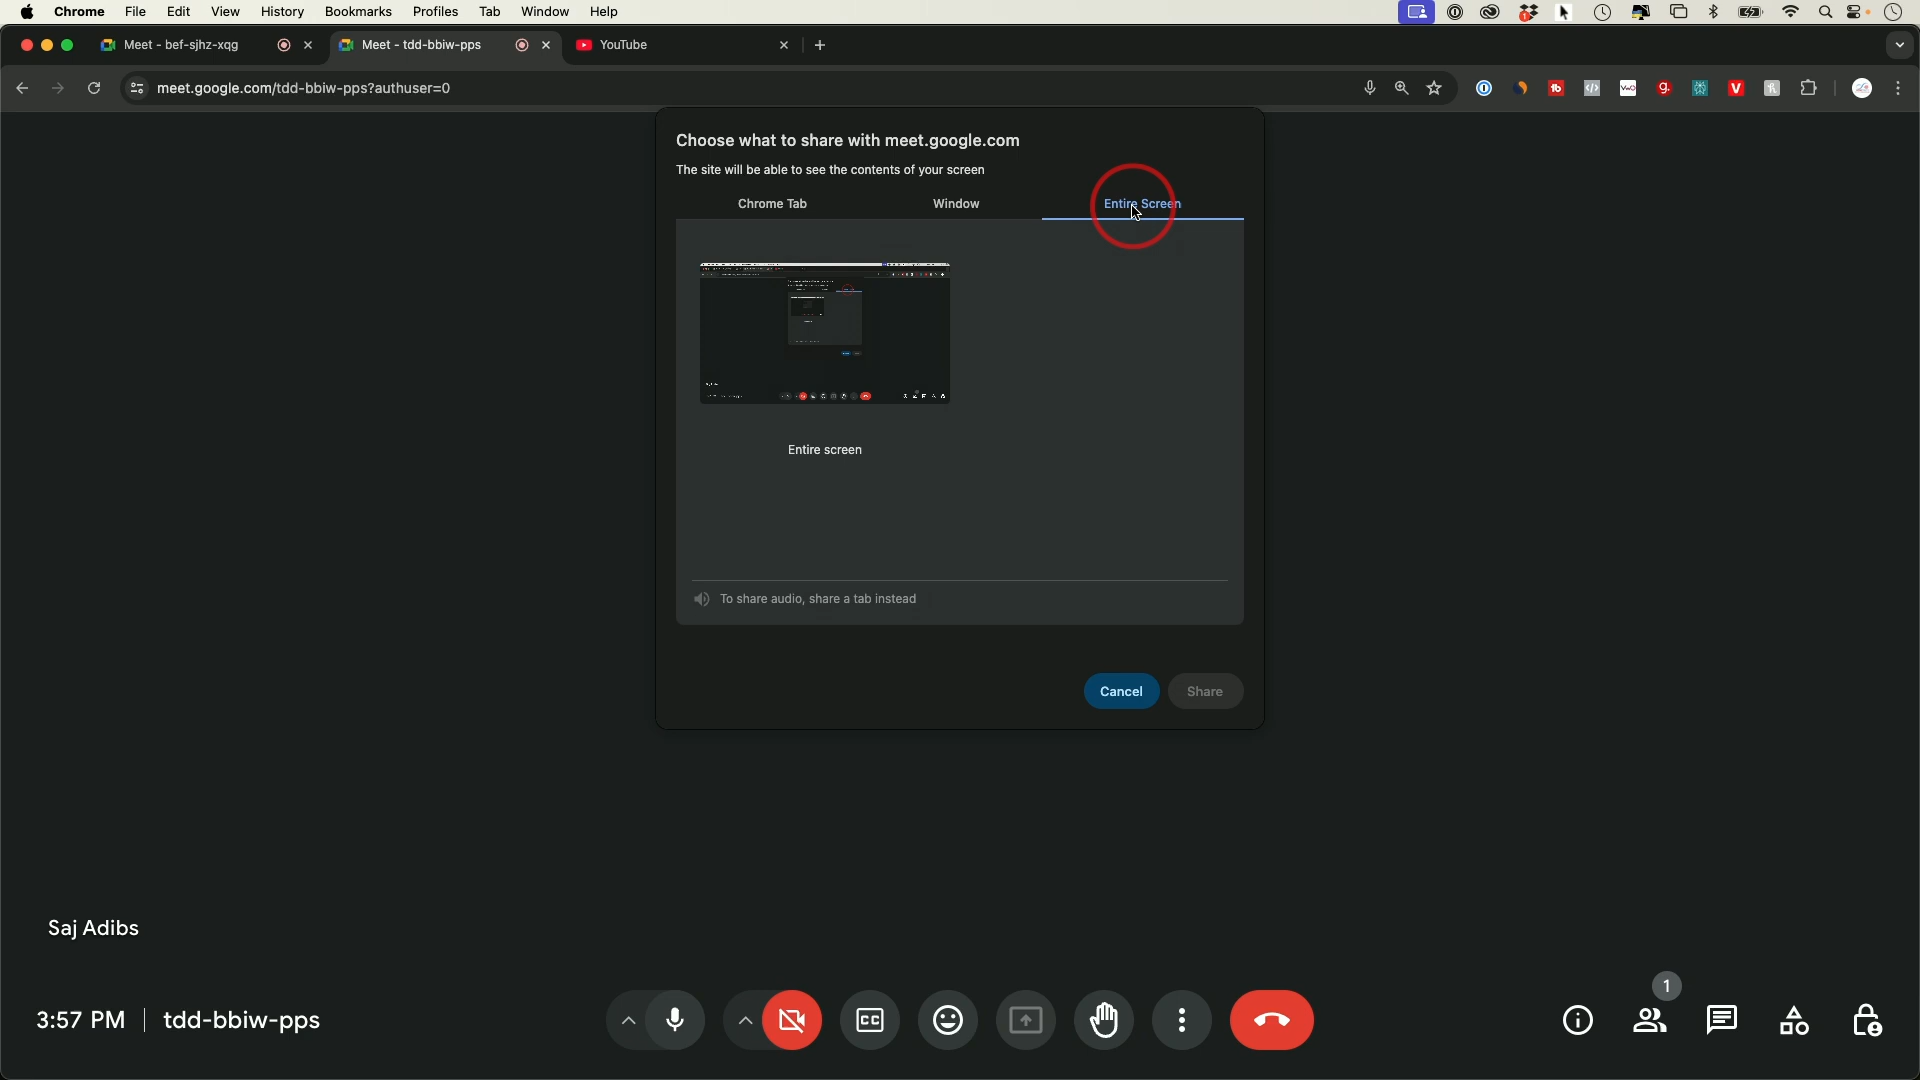 Chrome File Edit View History Bookmarks Profiles Tab Window Help
Meet - bef-sjhz-xqg Meet - tdd-bbiw-pps YouTube
meet.google.com/tdd-bbiw-pps?authuser=0
Choose what to share with meet.google.com
The site will be able to see the contents of your screen
Chrome Tab Window Entire Screen
Entire screen
To share audio, share a tab instead
Cancel Share
Saj Adibs
1
3:57 PM tdd-bbiw-pps CC